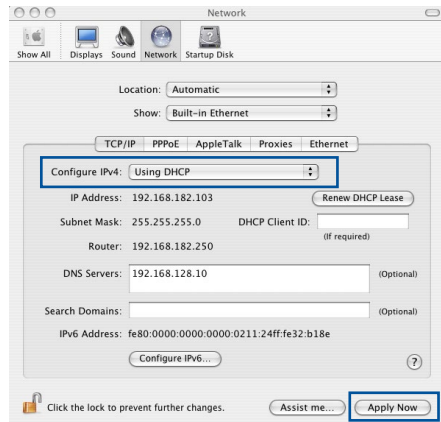 Network
Show All Displays Sound Network Startup Disk
Location: Automatic
Show: Built-in Ethernet
TCP/IP PPPoE AppleTalk Proxies Ethernet
Configure IPv4: Using DHCP
IP Address: 192.168.182.103 Renew DHCP Lease
Subnet Mask: 255.255.255.0 DHCP Client ID:
(If required)
Router: 192.168.182.250
DNS Servers: 192.168.128.10 (Optional)
Search Domains: (Optional)
IPv6 Address: fe80:0000:0000:0000:0211:24ff:fe32:b18e
Configure IPv6... ?
Click the lock to prevent further changes. Assist me... Apply Now